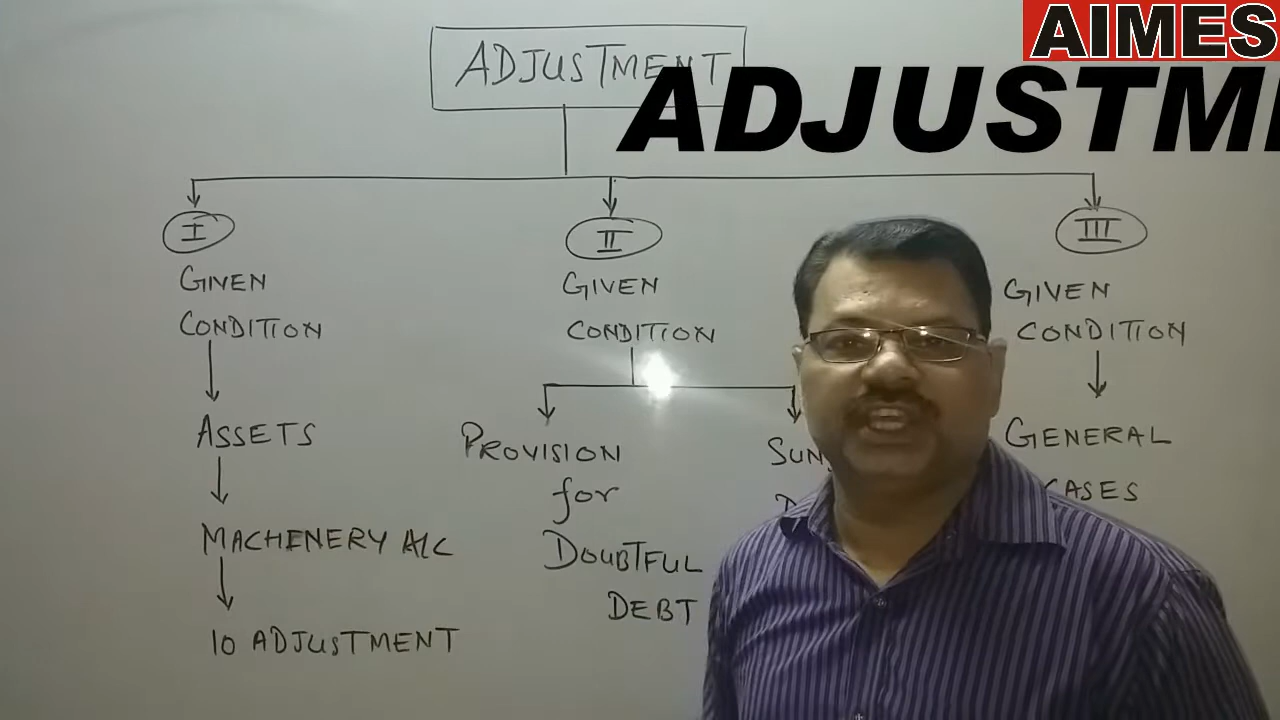 AIMES
ADJUSTMENT
ADJUSTM
I
II
III
GIVEN
CONDITION
ASSETS
MACHENERY A/C
10 ADJUSTMENT
GIVEN
CONDITION
PROVISION
for
DOUBTFUL
DEBT
SUN
D
GIVEN
CONDITION
GENERAL
CASES